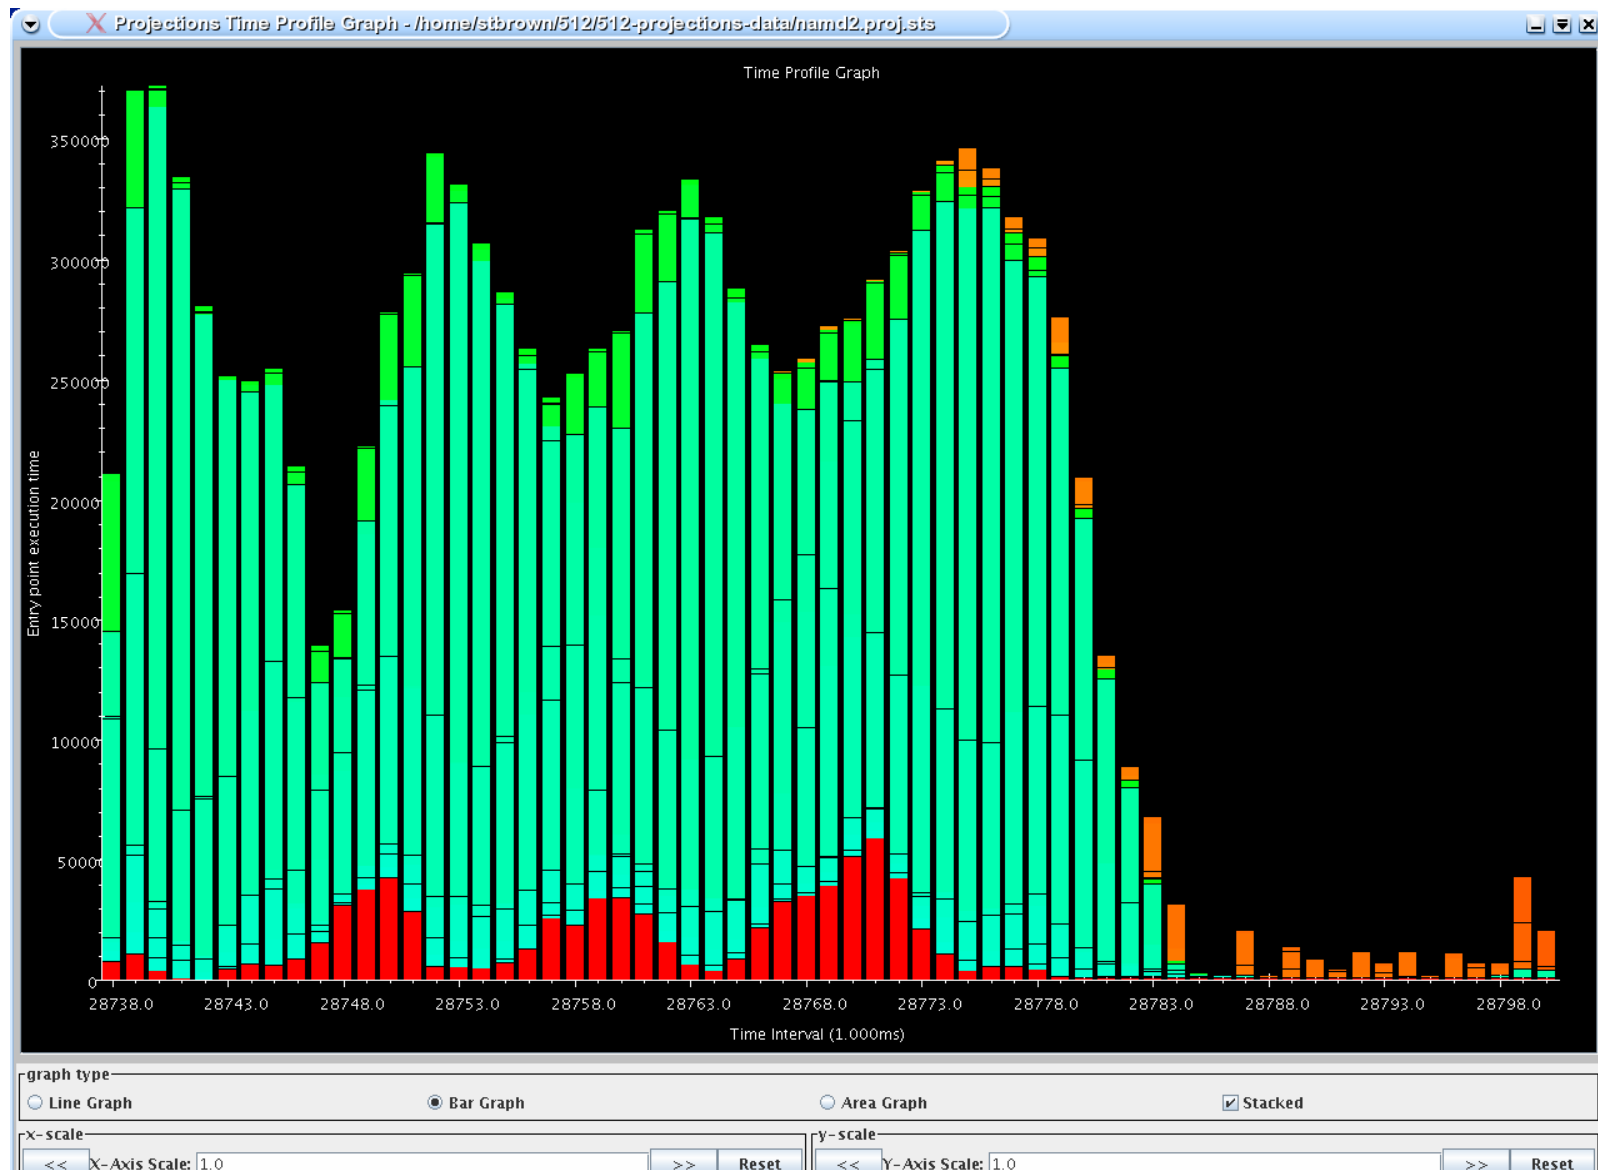 Projections Time Profile Graph - /home/stbrown/512/512-projections-data/namd2.proj.sts
Time Profile Graph
Entry point execution time
350000
300000
250000
20000
15000
10000
50000
0
28738.0 28743.0 28748.0 28753.0 28758.0 28763.0 28768.0 28773.0 28778.0 28783.0 28788.0 28793.0 28798.0
Time Interval (1.000ms)
graph type
Line Graph Bar Graph Area Graph Stacked
x-scale y-scale
<< X-Axis Scale: 1.0 >> Reset << Y-Axis Scale: 1.0 >> Reset